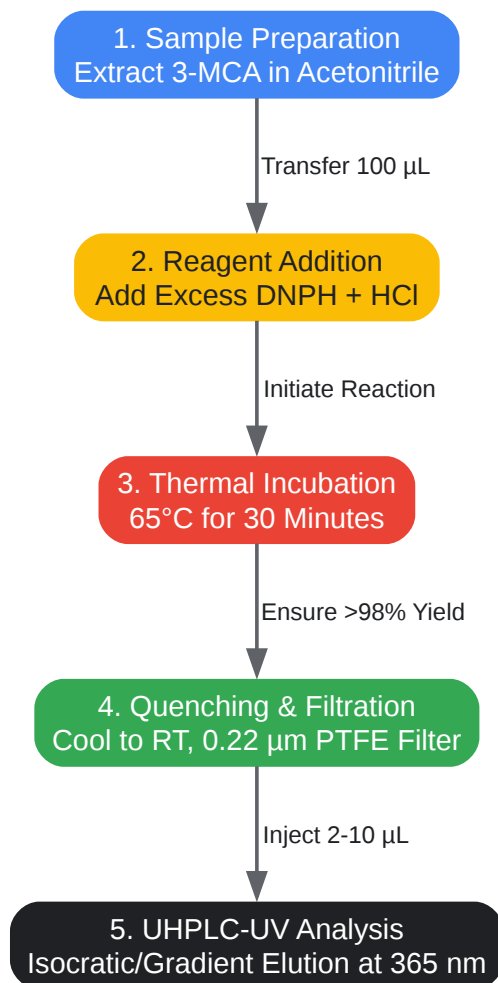 1. Sample Preparation
Extract 3-MCA in Acetonitrile
Transfer 100 µL
2. Reagent Addition
Add Excess DNPH + HCl
Initiate Reaction
3. Thermal Incubation
65°C for 30 Minutes
Ensure >98% Yield
4. Quenching & Filtration
Cool to RT, 0.22 µm PTFE Filter
Inject 2-10 µL
5. UHPLC-UV Analysis
Isocratic/Gradient Elution at 365 nm